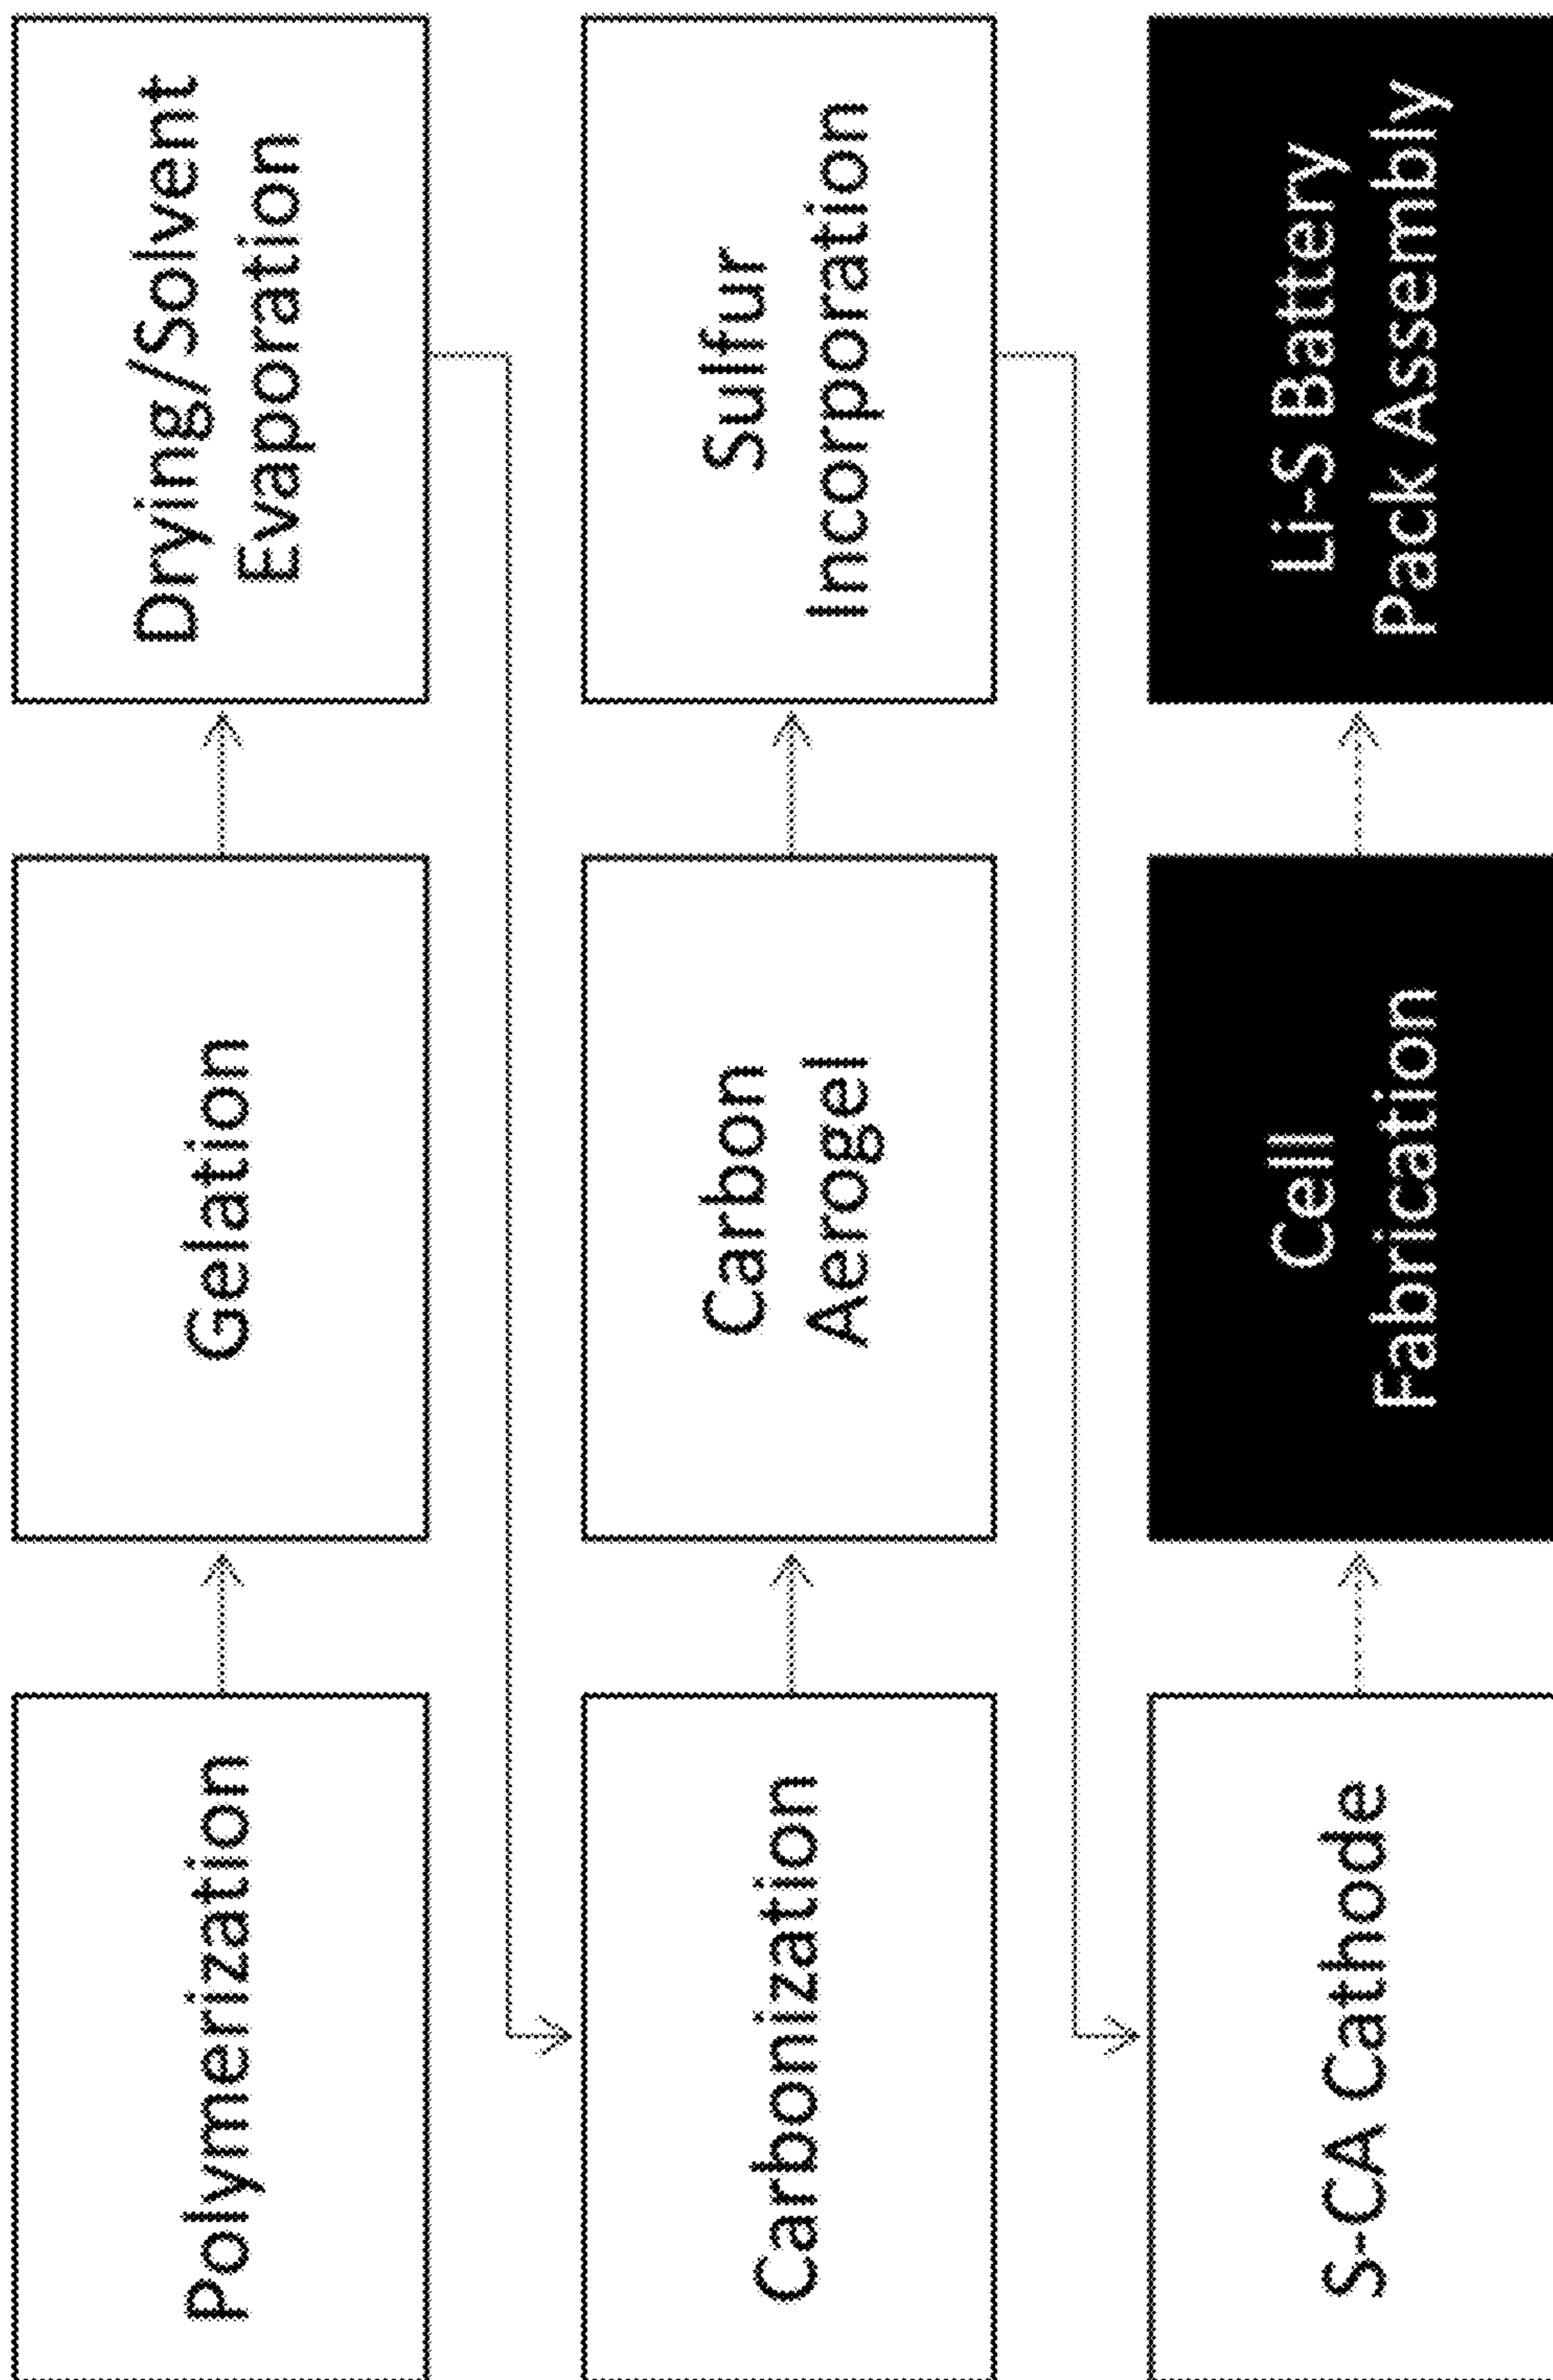 Polymerization
Gelation
Drying/Solvent
Evaporation
Carbonization
Carbon
Aerogel
Sulfur
Incorporation
S-CA Cathode
Cell
Fabrication
Li-S Battery
Pack Assembly